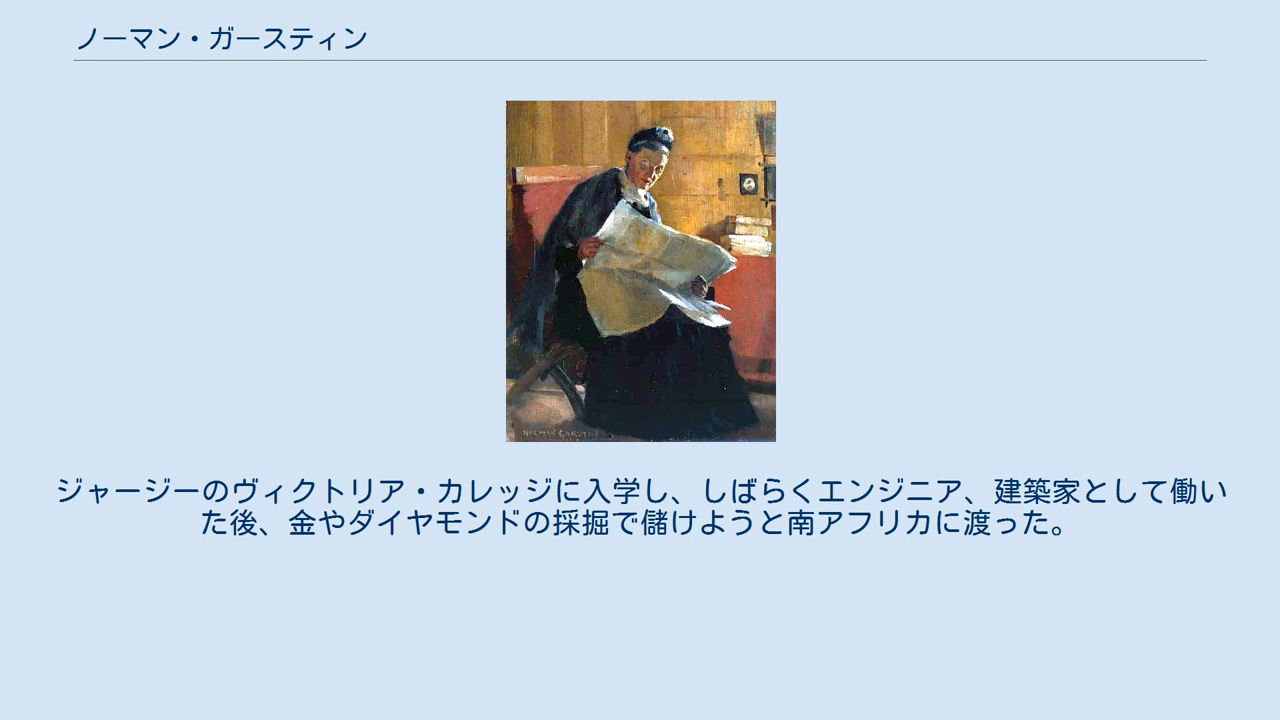 ノーマン・ガースティン
NORMAN GARSTIN
ジャージーのヴィクトリア・カレッジに入学し、しばらくエンジニア、建築家として働い
た後、金やダイヤモンドの採掘で儲けようと南アフリカに渡った。